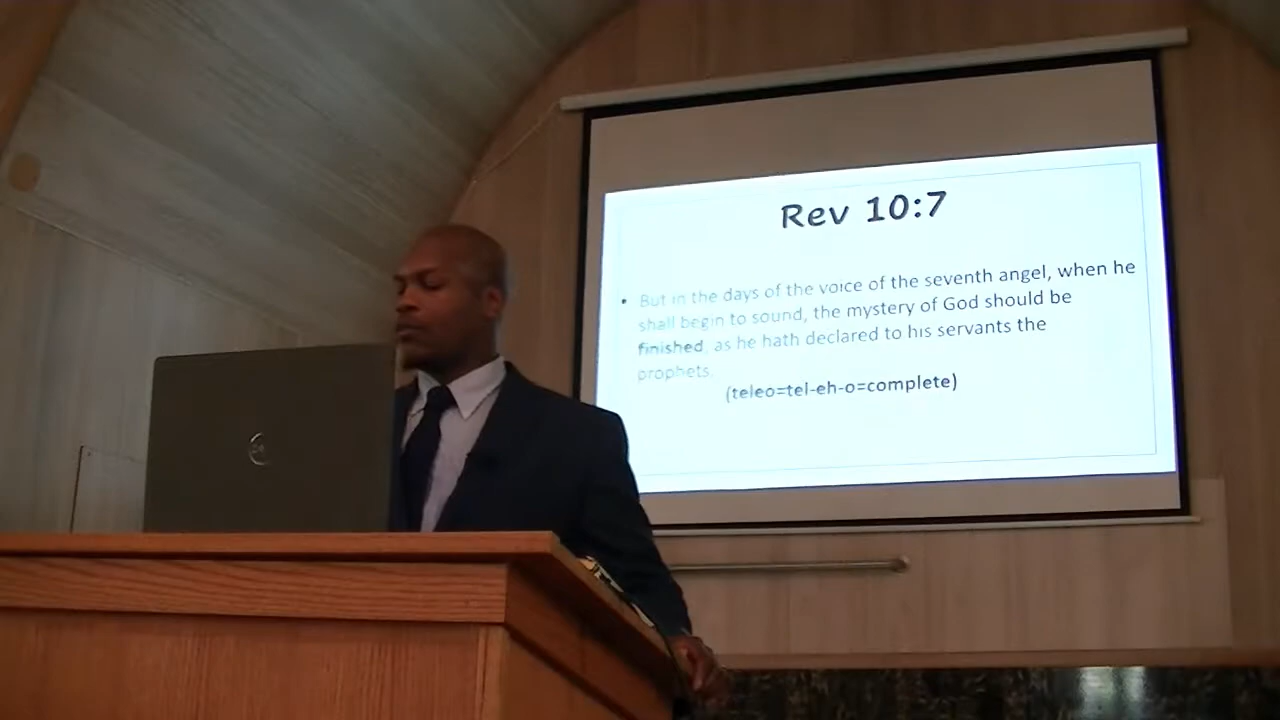 Rev 10:7
• But in the days of the voice of the seventh angel, when he
shall begin to sound, the mystery of God should be
finished, as he hath declared to his servants the
prophets.
(teleo=tel-eh-o=complete)